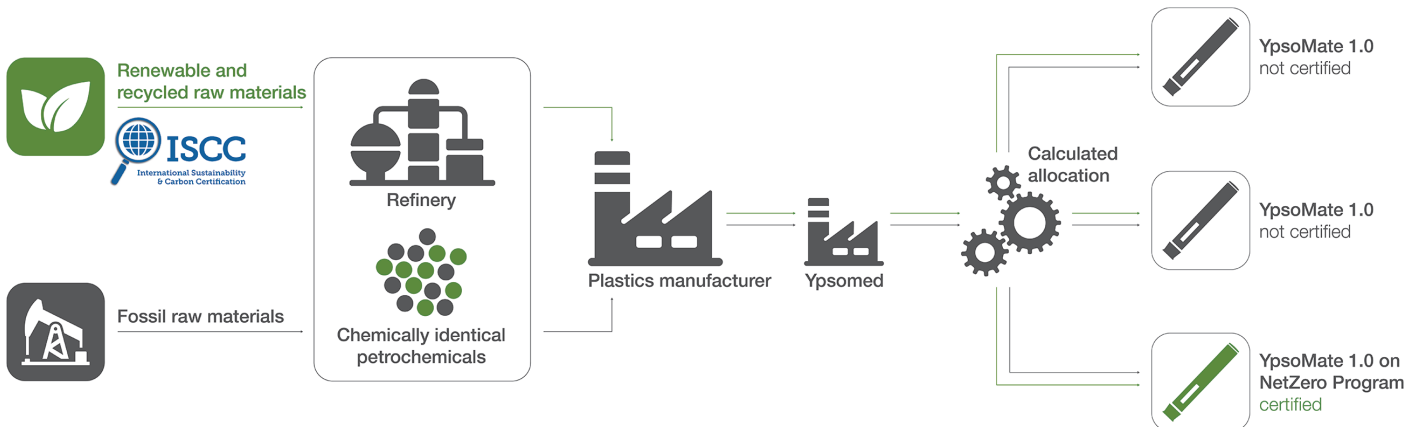 Renewable and
recycled raw materials
ISCC
International Sustainability
& Carbon Certification
Fossil raw materials
Refinery
Chemically identical
petrochemicals
Plastics manufacturer
Ypsomed
Calculated
allocation
YpsoMate 1.0
not certified
YpsoMate 1.0
not certified
YpsoMate 1.0 on
NetZero Program
certified